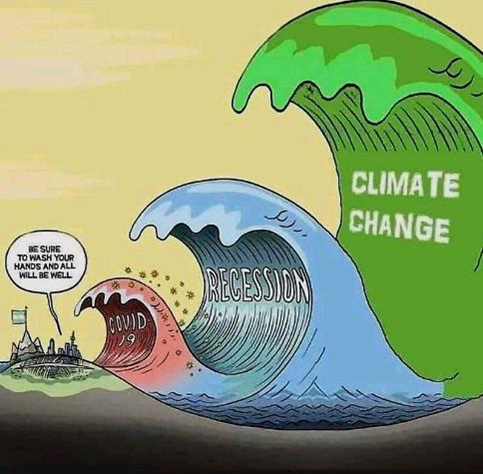 BE SURE
TO WASH YOUR
HANDS AND ALL
WILL BE WELL
COVID-
19
RECESSION
CLIMATE
CHANGE